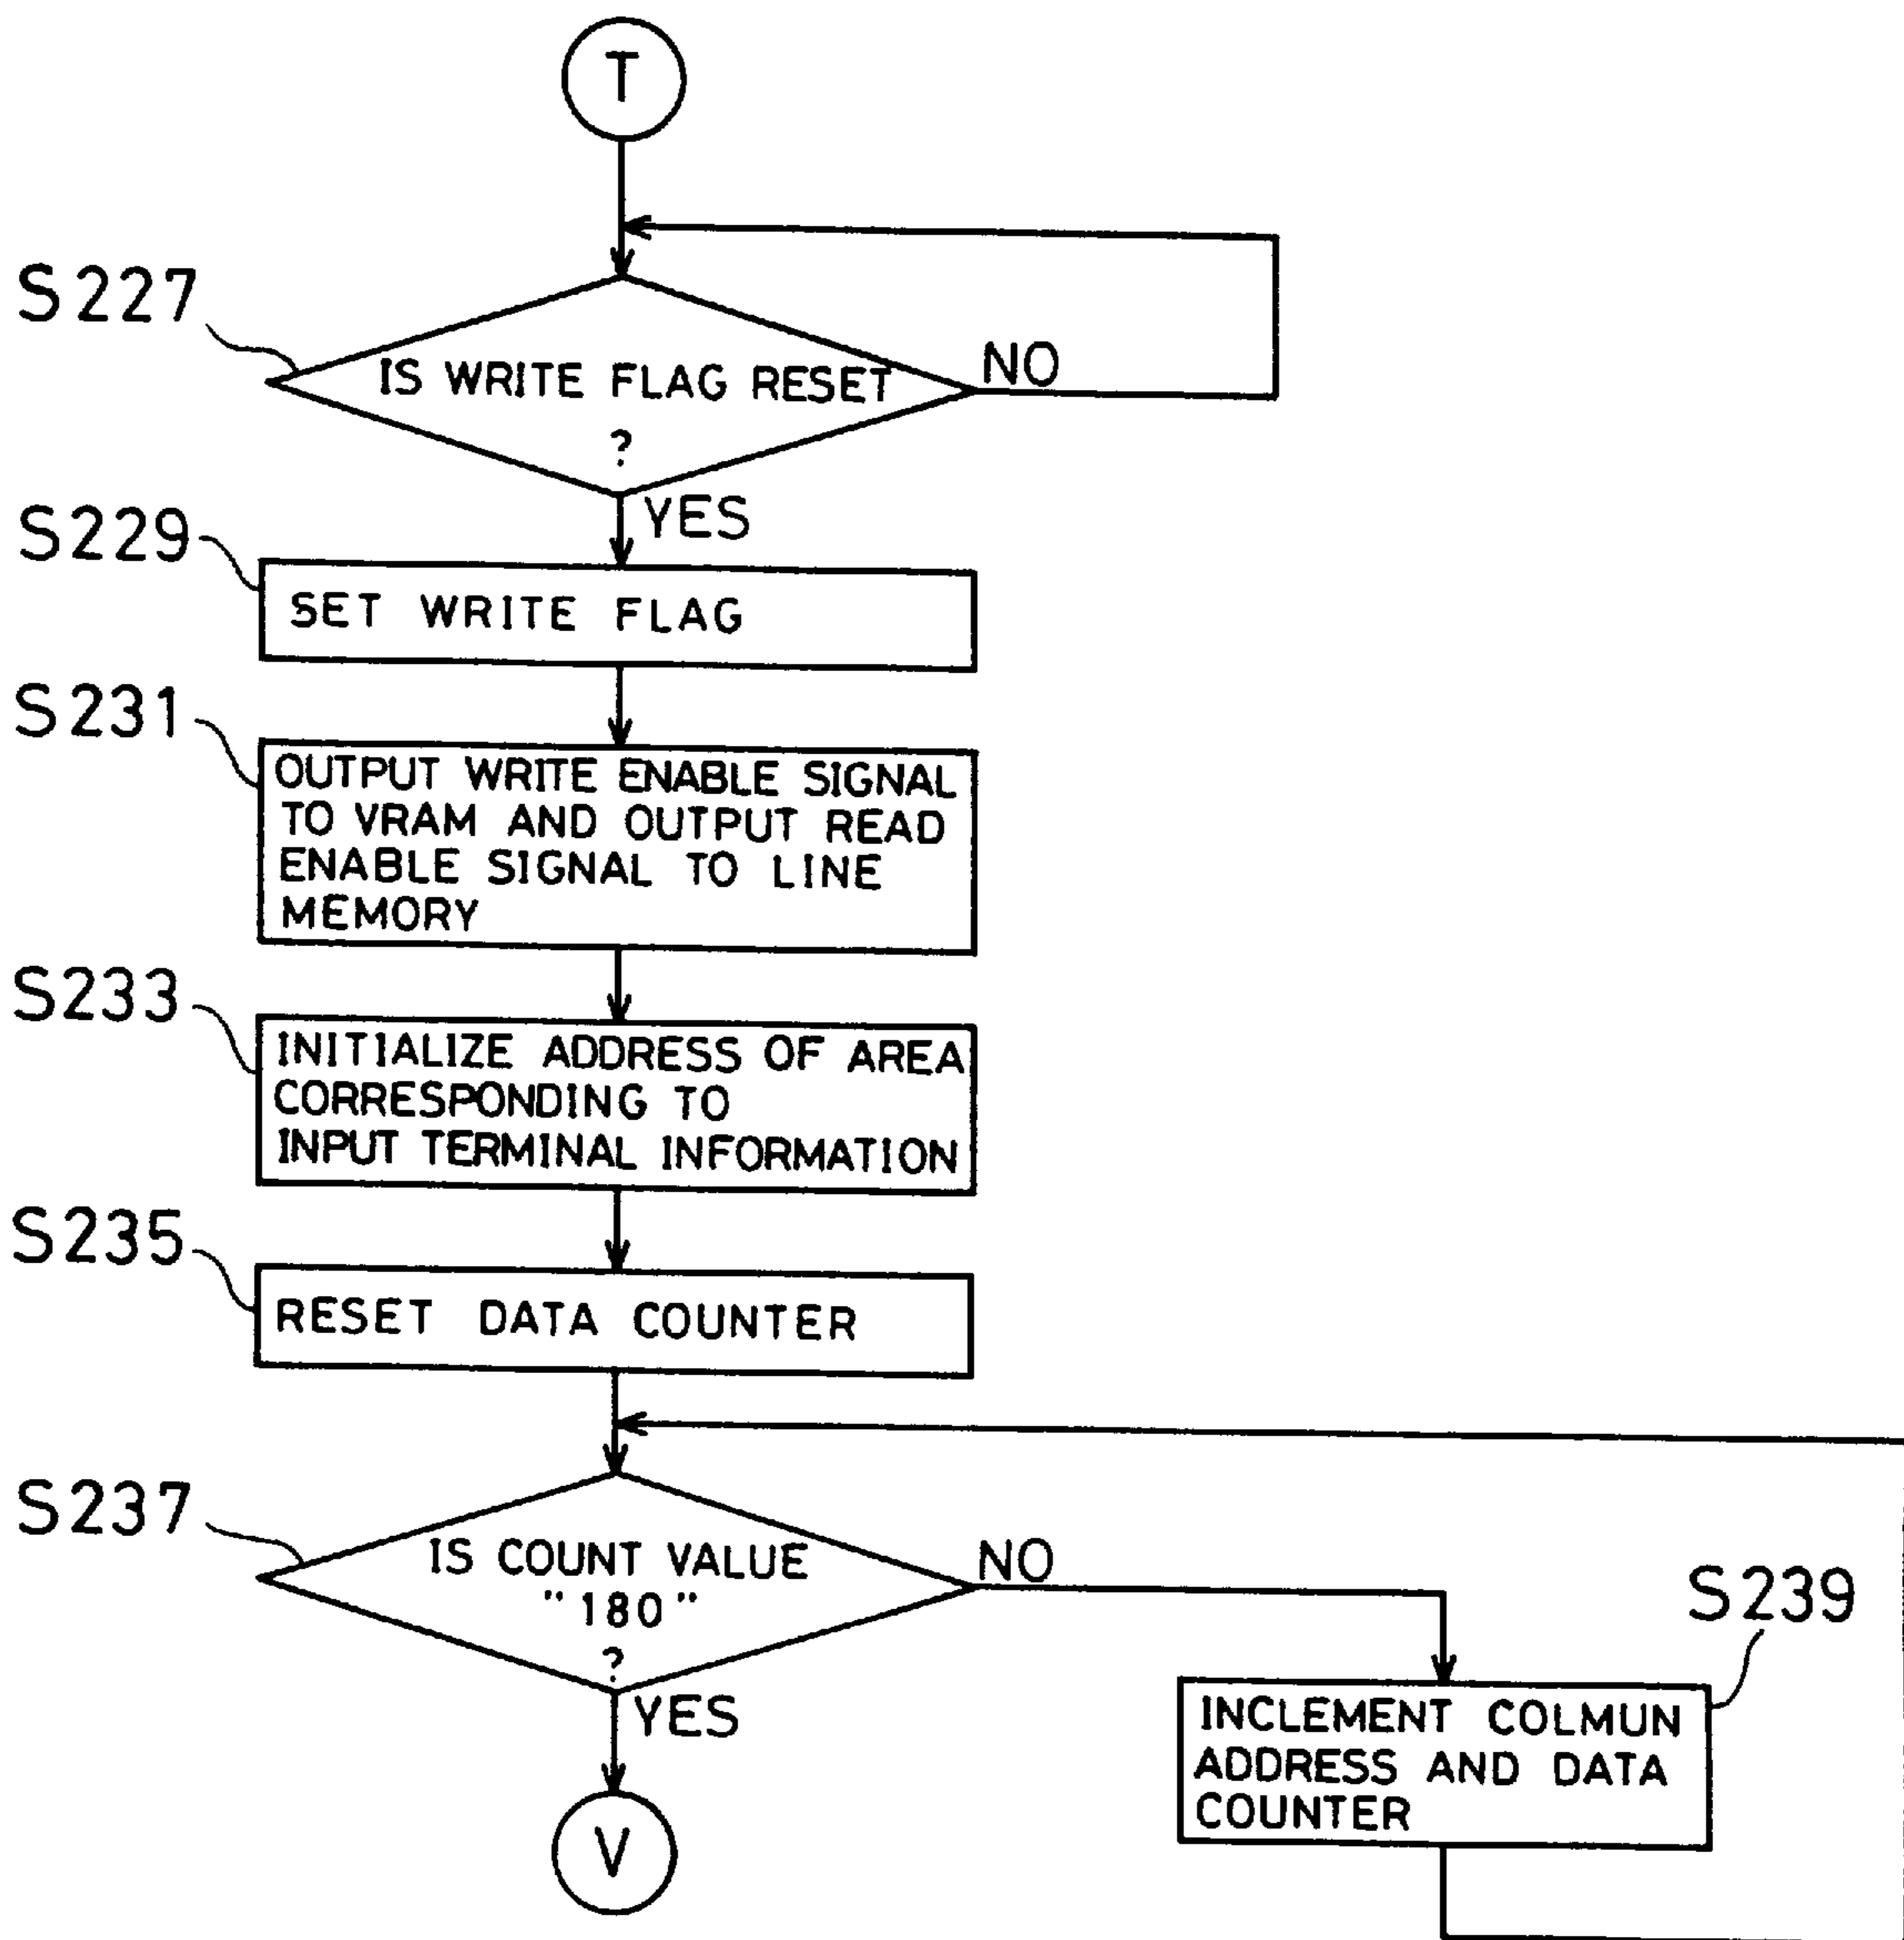 T
S227
IS WRITE FLAG RESET
?
NO
YES
S229
SET WRITE FLAG
S231
OUTPUT WRITE ENABLE SIGNAL
TO VRAM AND OUTPUT READ
ENABLE SIGNAL TO LINE
MEMORY
S233
INITIALIZE ADDRESS OF AREA
CORRESPONDING TO
INPUT TERMINAL INFORMATION
S235
RESET DATA COUNTER
S237
IS COUNT VALUE
"180"
?
NO
YES
S239
INCLEMENT COLMUN
ADDRESS AND DATA
COUNTER
V